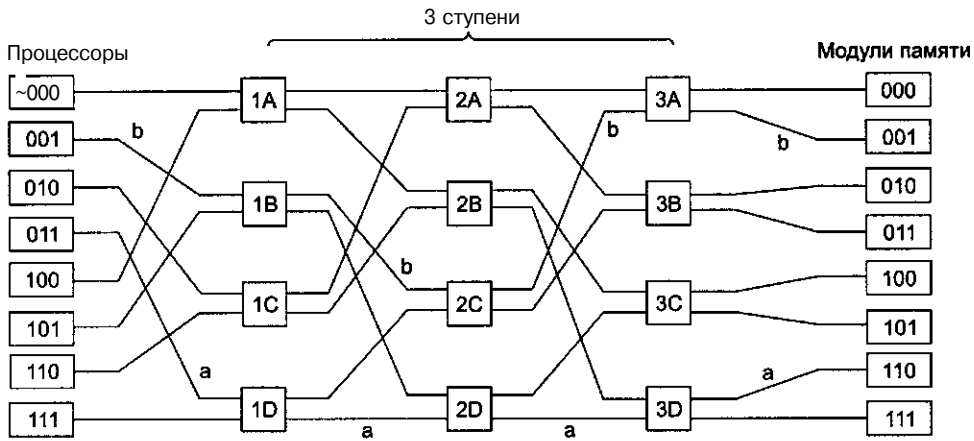 3 ступени
Процессоры
Модули памяти
~000
1A
2A
3A
000
001
b
b
b
001
010
1B
2B
3B
010
011
011
100
b
100
1C
2C
3C
101
101
110
a
a
110
111
1D
2D
3D
111
a
a